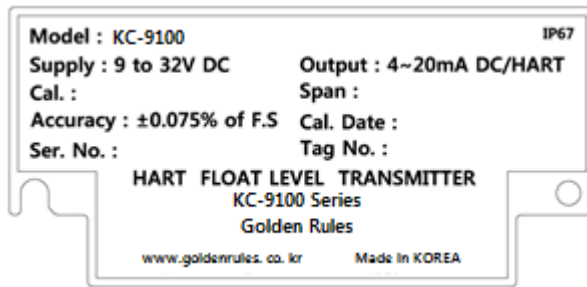 Model : KC-9100 IP67
Supply : 9 to 32V DC Output : 4~20mA DC/HART
Cal. : Span :
Accuracy : ±0.075% of F.S Cal. Date :
Ser. No. : Tag No. :
HART FLOAT LEVEL TRANSMITTER
KC-9100 Series
Golden Rules
www.goldenrules.co.kr Made In KOREA